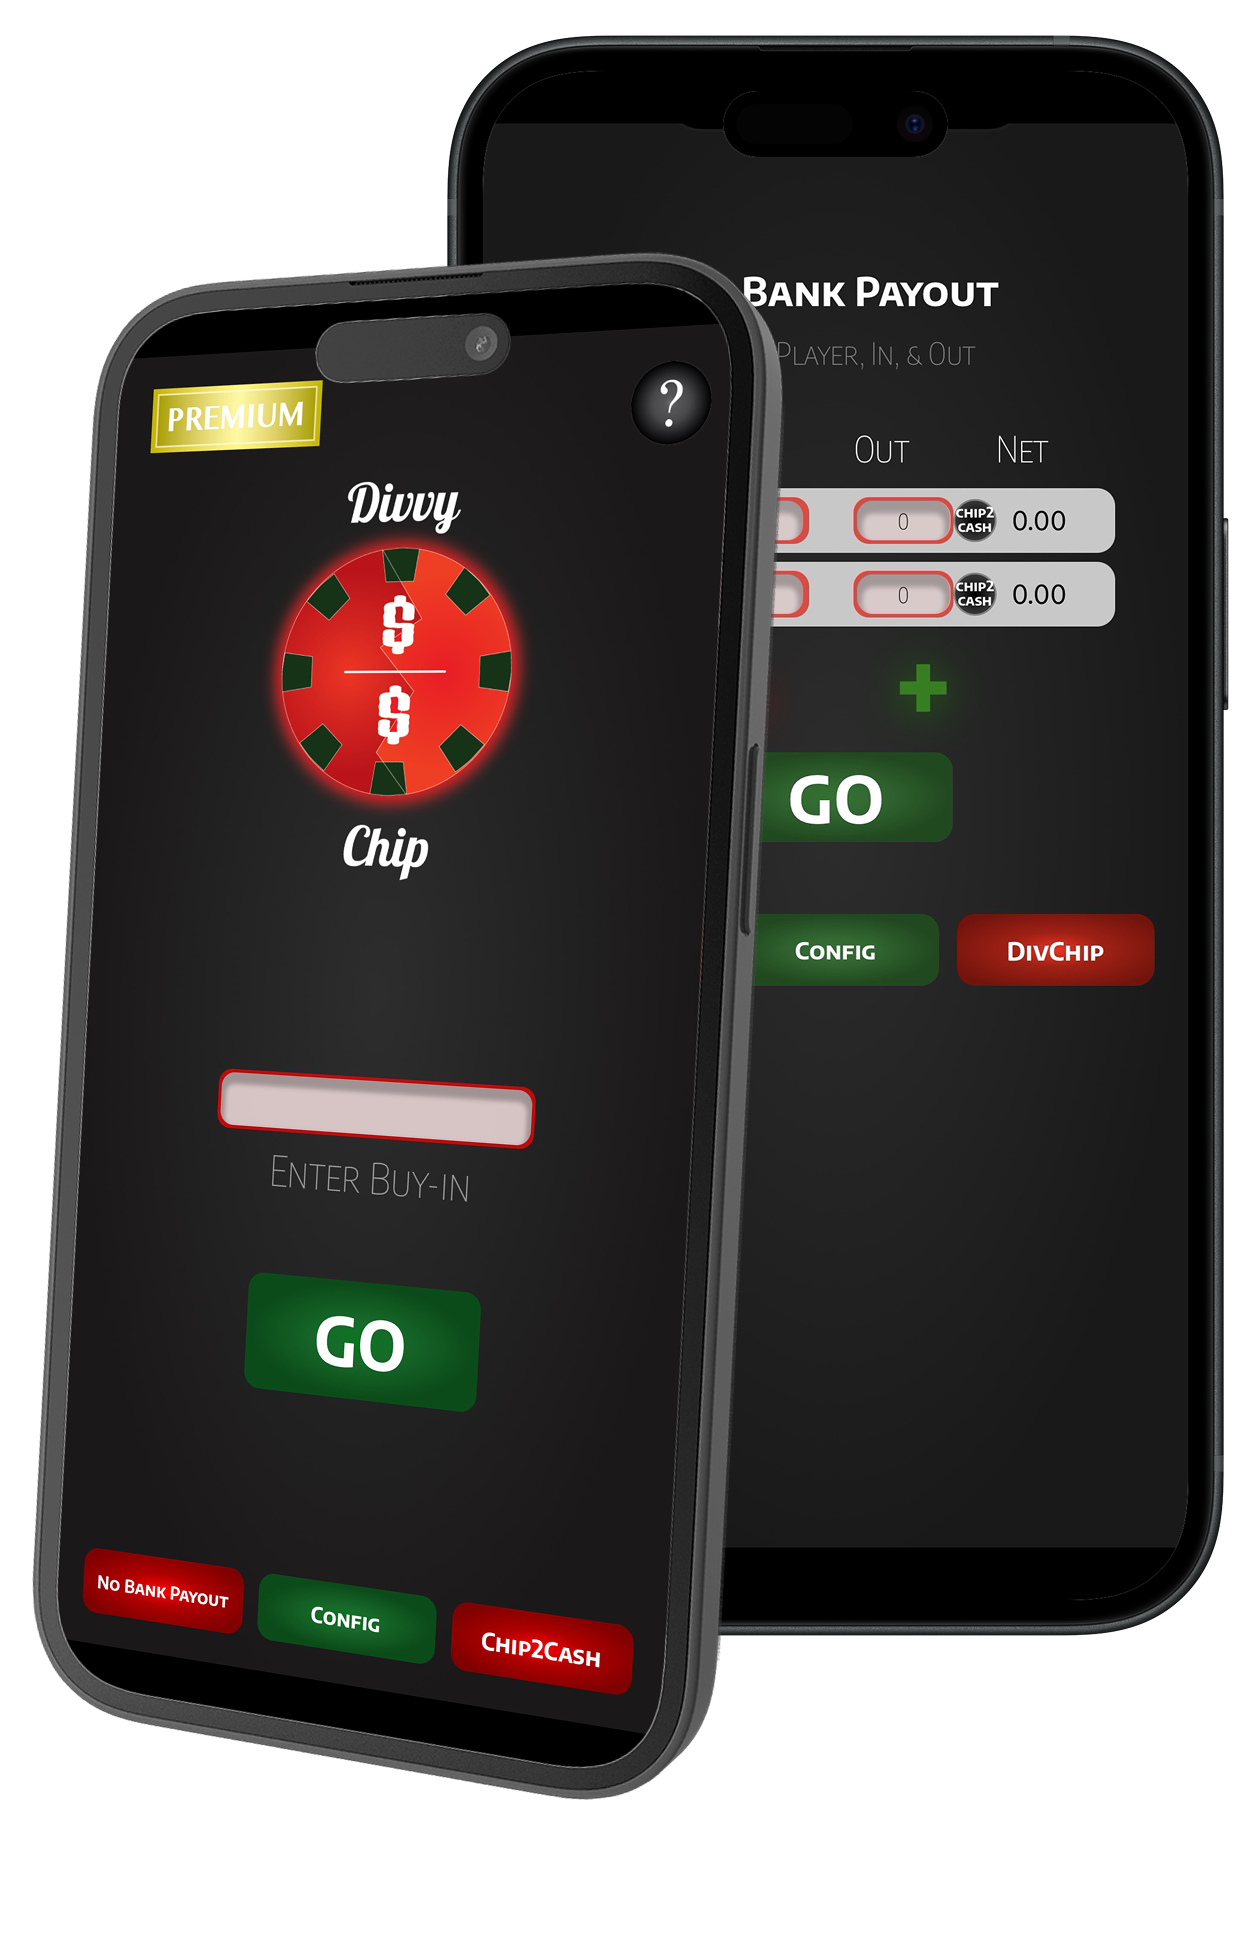 PREMIUM
?
Divvy
$
$
Chip
ENTER BUY-IN
GO
NO BANK PAYOUT
CONFIG
CHIP2CASH
BANK PAYOUT
PLAYER, IN, & OUT
OUT NET
0 CHIP2 CASH 0.00
0 CHIP2 CASH 0.00
+
GO
CONFIG DIVCHIP